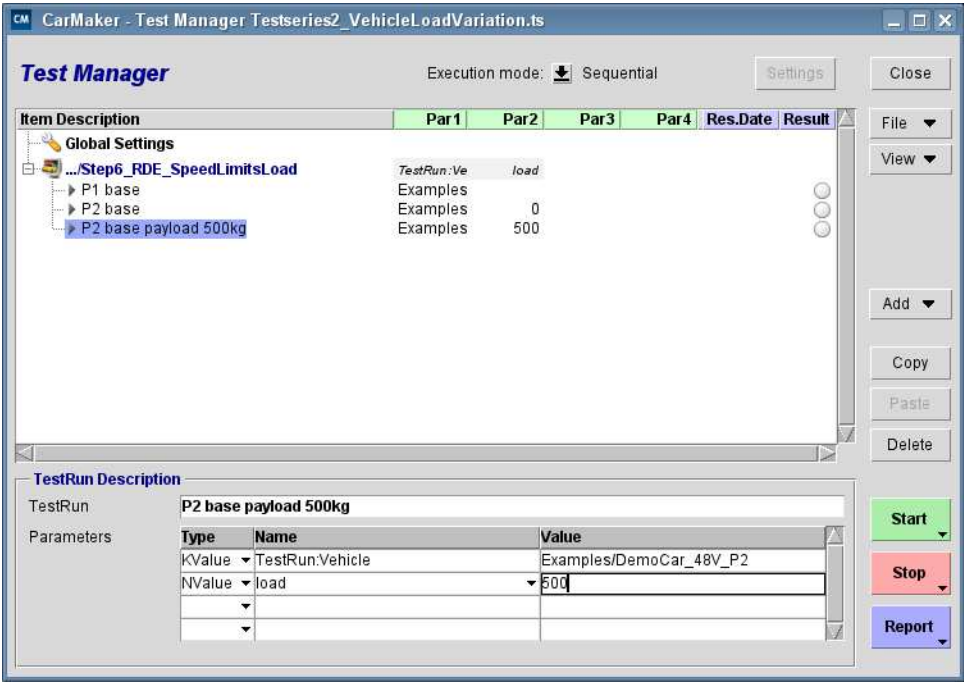 CM CarMaker - Test Manager Testseries2_VehicleLoadVariation.ts
Test Manager Execution mode: Sequential Settings Close
Item Description Par1 Par2 Par3 Par4 Res.Date Result File
Global Settings View
.../Step6_RDE_SpeedLimitsLoad TestRun:Ve load
P1 base Examples
P2 base Examples 0
P2 base payload 500kg Examples 500
Add
Copy
Paste
Delete
TestRun Description
TestRun P2 base payload 500kg Start
Parameters Type Name Value
KValue TestRun:Vehicle Examples/DemoCar_48V_P2
NValue load 500 Stop
Report